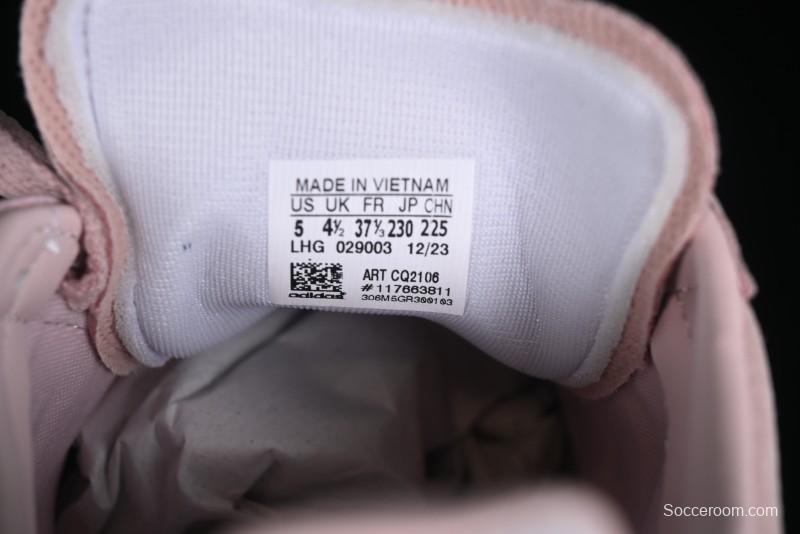 MADE IN VIETNAM
US UK FR JP CHN
5 4½ 37⅓ 230 225
LHG 029003 12/23
ART CQ2106
#117663811
adidas 306M5GR300103
Socceroom.com